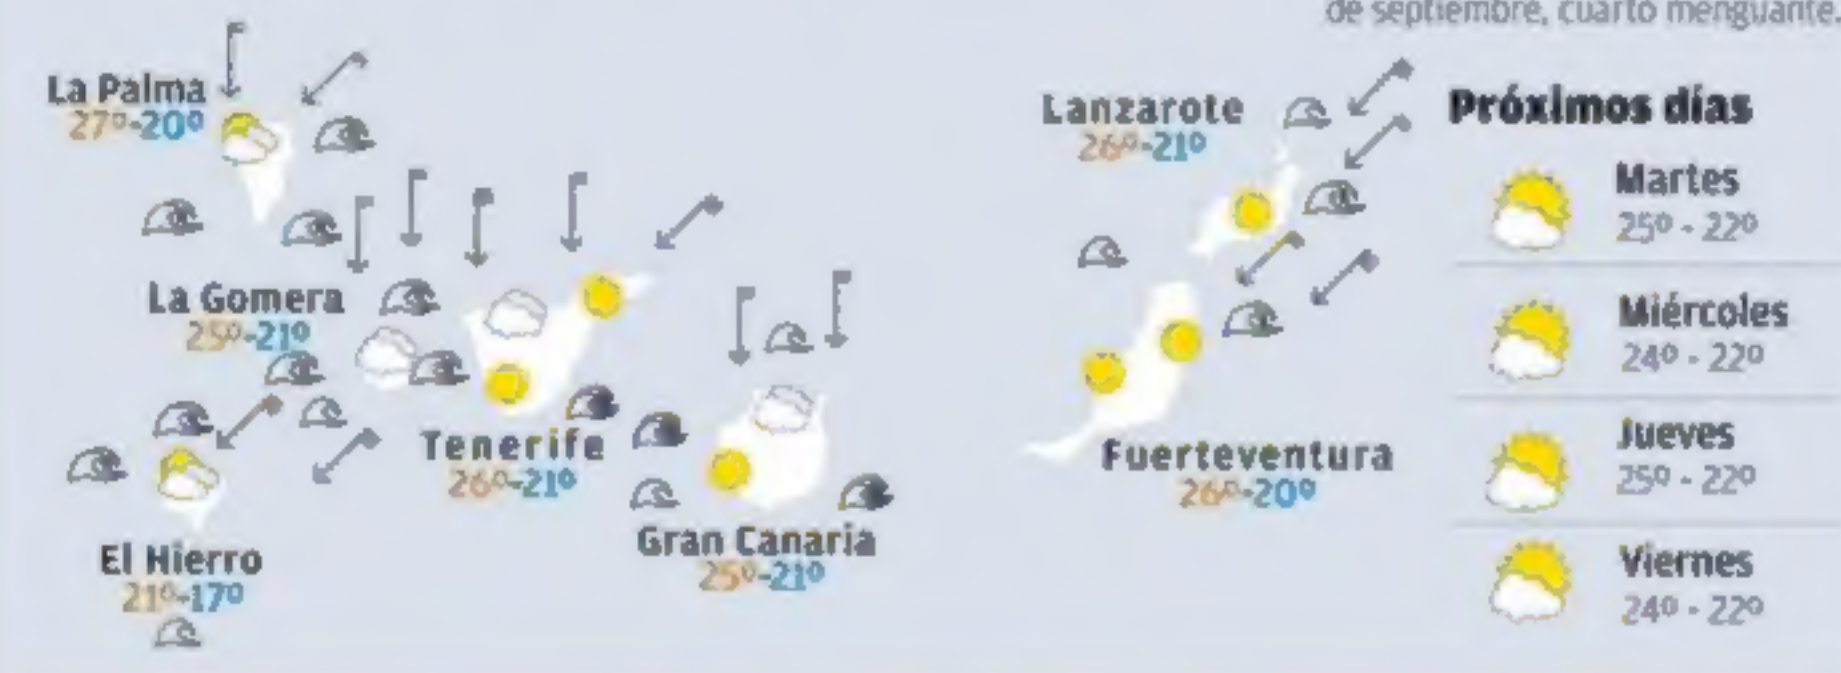 de septiembre, cuarto menguante.
La Palma
27º-20º
Lanzarote
26º-21º
La Gomera
25º-21º
Tenerife
26º-21º
Gran Canaria
25º-21º
El Hierro
21º-17º
Fuerteventura
26º-20º
Próximos días
Martes
25º - 22º
Miércoles
24º - 22º
Jueves
25º - 22º
Viernes
24º - 22º